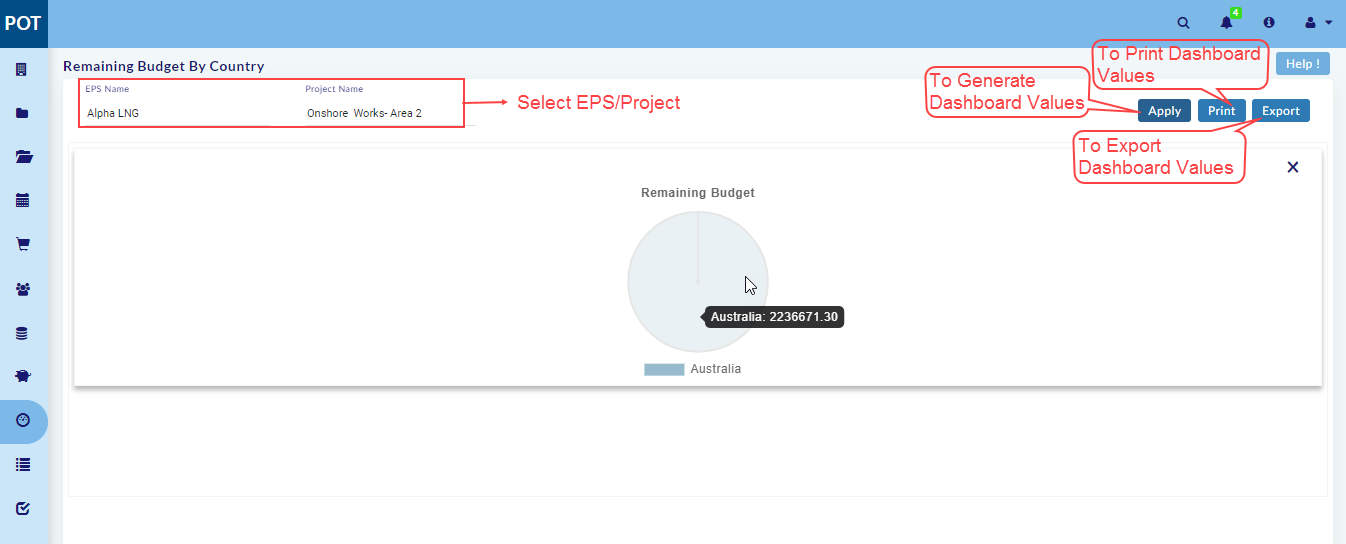 POT
4
Remaining Budget By Country
Help !
EPS Name
Project Name
Alpha LNG
Onshore Works- Area 2
Select EPS/Project
To Generate
Dashboard Values
To Print Dashboard
Values
Apply
Print
Export
To Export
Dashboard Values
Remaining Budget
Australia: 2236671.30
Australia